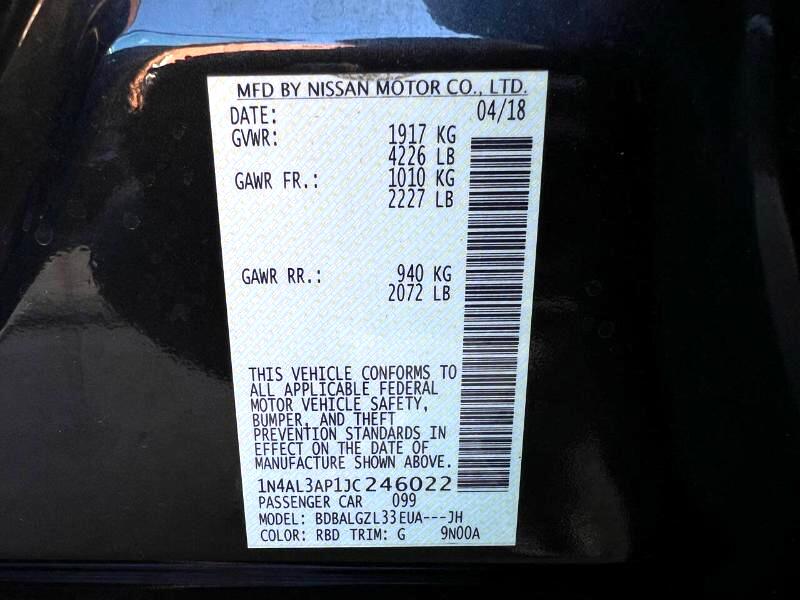 MFD BY NISSAN MOTOR CO., LTD.
DATE: 04/18
GVWR: 1917 KG
4226 LB
GAWR FR.: 1010 KG
2227 LB
GAWR RR.: 940 KG
2072 LB
THIS VEHICLE CONFORMS TO
ALL APPLICABLE FEDERAL
MOTOR VEHICLE SAFETY,
BUMPER, AND THEFT
PREVENTION STANDARDS IN
EFFECT ON THE DATE OF
MANUFACTURE SHOWN ABOVE.
1N4AL3AP1JC246022
PASSENGER CAR 099
MODEL: BDBALGZL33EUA---JH
COLOR: RBD TRIM: G 9N00A